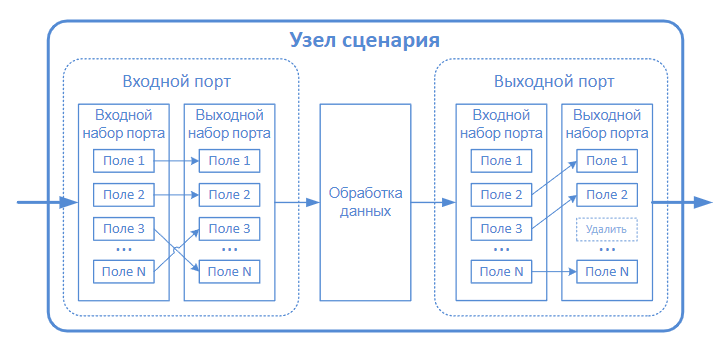 Узел сценария
Входной порт
Входной
набор порта
Поле 1
Поле 2
Поле 3
...
Поле N
Выходной
набор порта
Поле 1
Поле 2
Поле 3
...
Поле N
Обработка
данных
Выходной порт
Входной
набор порта
Поле 1
Поле 2
Поле 3
...
Поле N
Выходной
набор порта
Поле 1
Поле 2
Удалить
...
Поле N